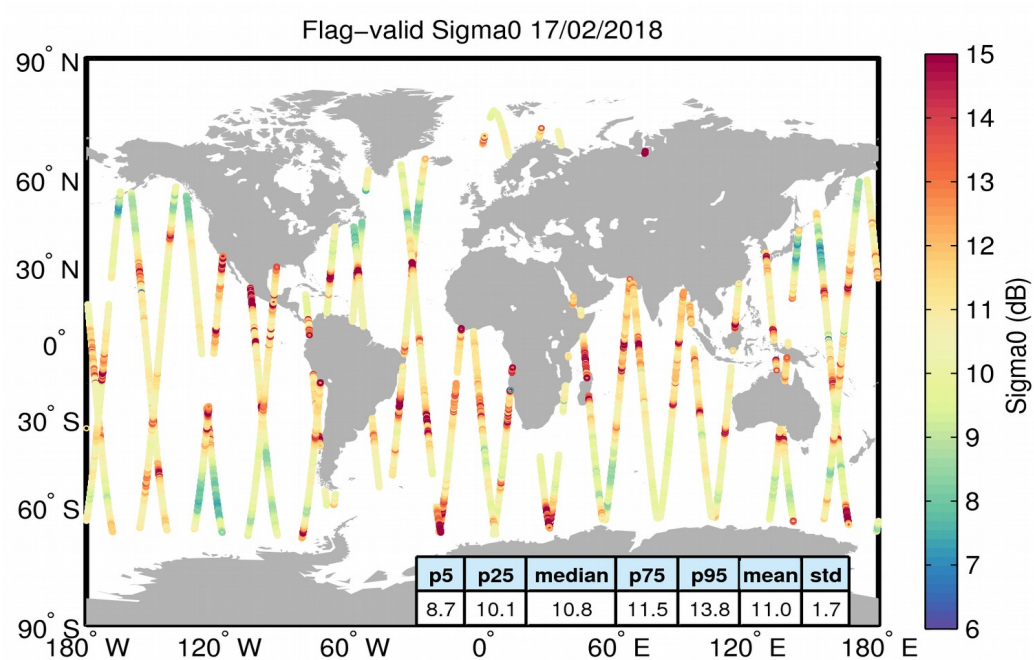 Flag−valid Sigma0 17/02/2018
90° N
60° N
30° N
0°
30° S
60° S
90° S
180° W
120° W
60° W
0°
60° E
120° E
180° E
15
14
13
12
11
10
9
8
7
6
Sigma0 (dB)
p5 p25 median p75 p95 mean std
8.7 10.1 10.8 11.5 13.8 11.0 1.7